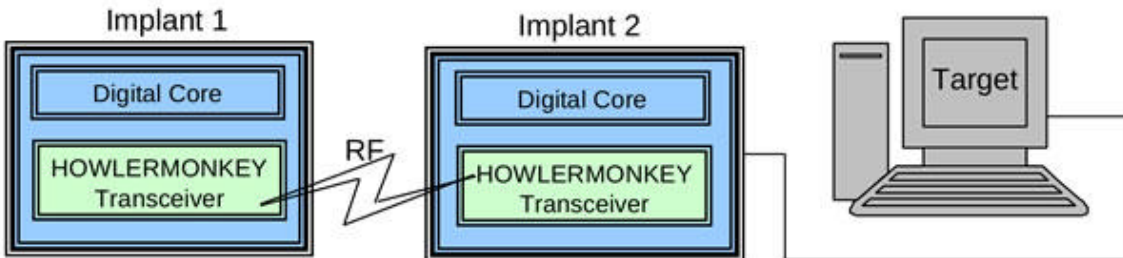 Implant 1
Implant 2
Digital Core
Digital Core
Target
RF
HOWLERMONKEY
Transceiver
HOWLERMONKEY
Transceiver